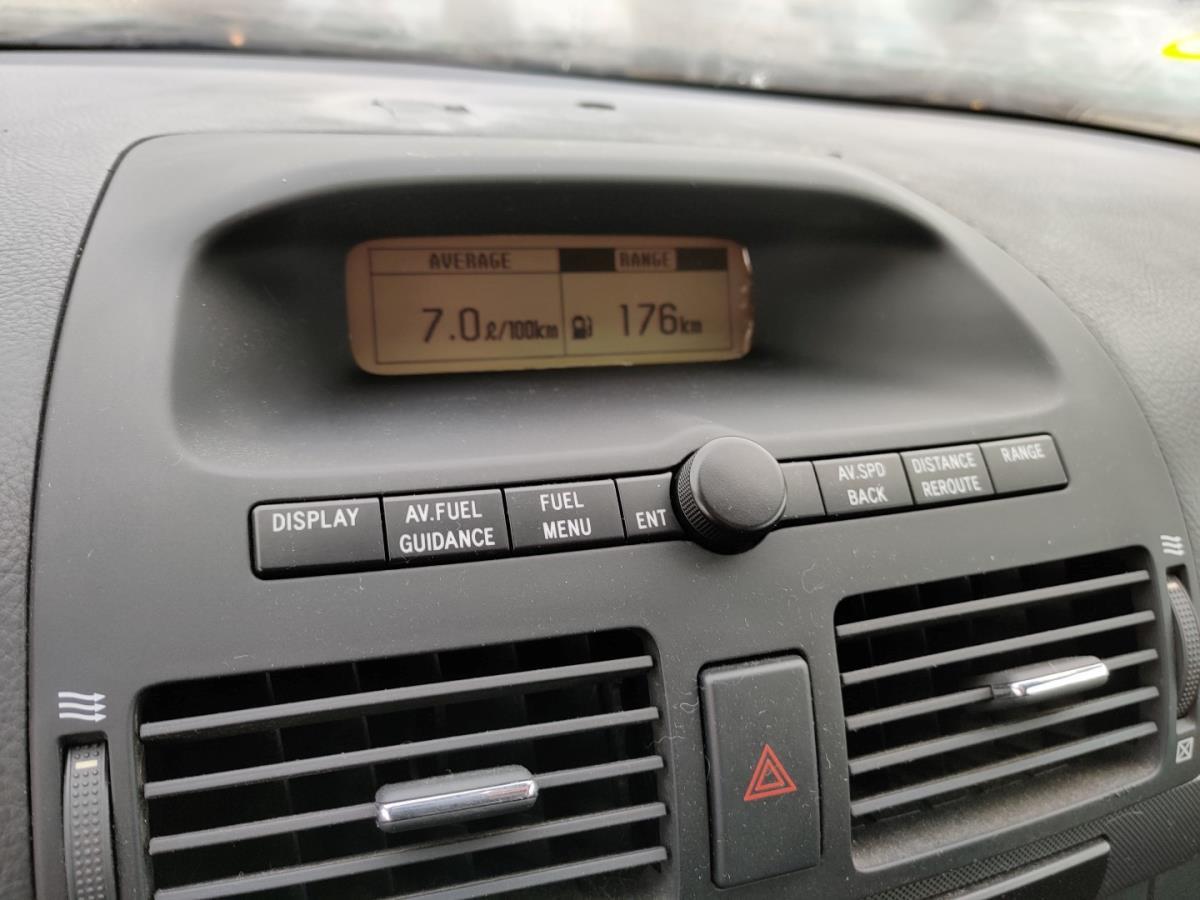 AVERAGE RANGE
7.0ℓ/100km 176km
DISPLAY
AV.FUEL
GUIDANCE
FUEL
MENU
ENT
AV.SPD
BACK
DISTANCE
REROUTE
RANGE